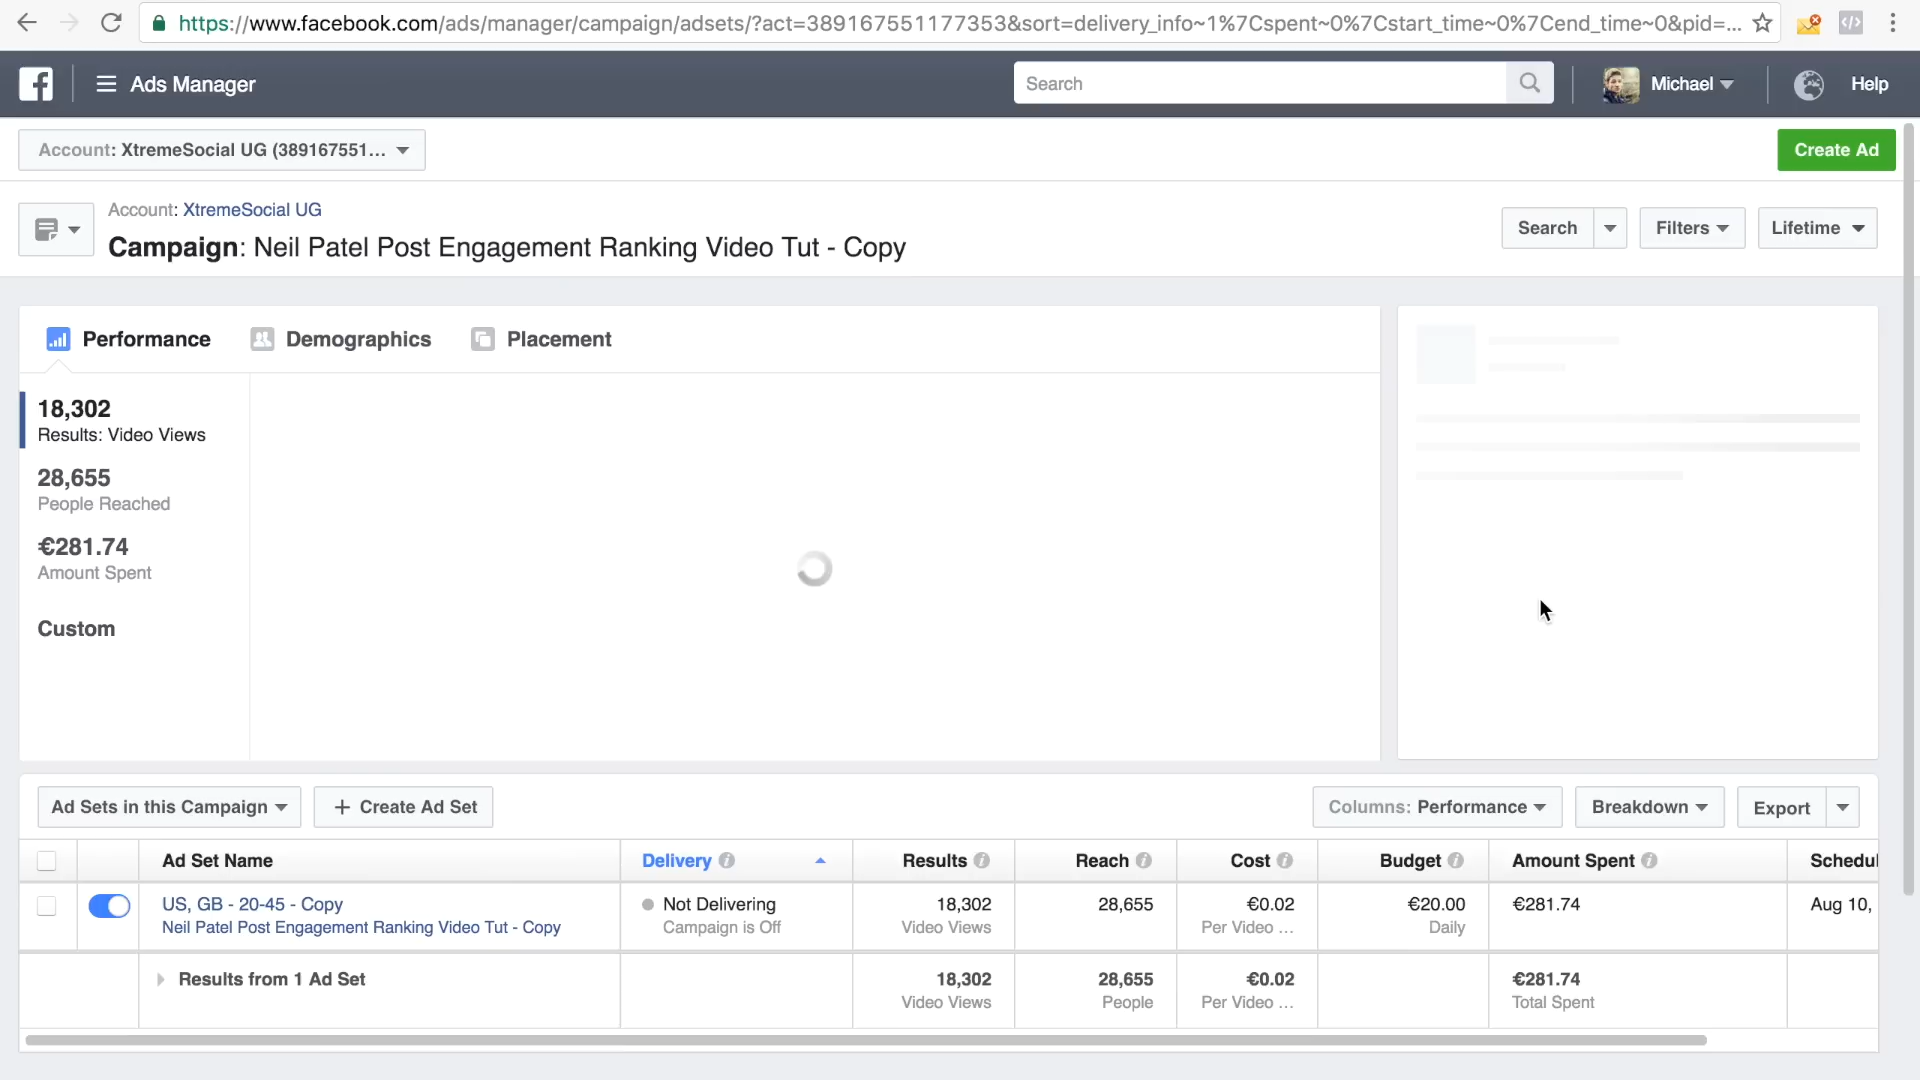 https://www.facebook.com/ads/manager/campaign/adsets/?act=389167551177353&sort=delivery_info~1%7Cspent~0%7Cstart_time~0%7Cend_time~0&pid=...
Ads Manager
Search
Michael
Help
Account: XtremeSocial UG (389167551...
Create Ad
Account: XtremeSocial UG
Campaign: Neil Patel Post Engagement Ranking Video Tut - Copy
Search
Filters
Lifetime
Performance
Demographics
Placement
18,302
Results: Video Views
28,655
People Reached
€281.74
Amount Spent
Custom
Ad Sets in this Campaign
+ Create Ad Set
Columns: Performance
Breakdown
Export
Ad Set Name Delivery Results Reach Cost Budget Amount Spent Schedul
US, GB - 20-45 - Copy Not Delivering 18,302 28,655 €0.02 €20.00 €281.74 Aug 10,
Neil Patel Post Engagement Ranking Video Tut - Copy Campaign is Off Video Views Per Video ... Daily
Results from 1 Ad Set 18,302 28,655 €0.02 €281.74
Video Views People Per Video ... Total Spent